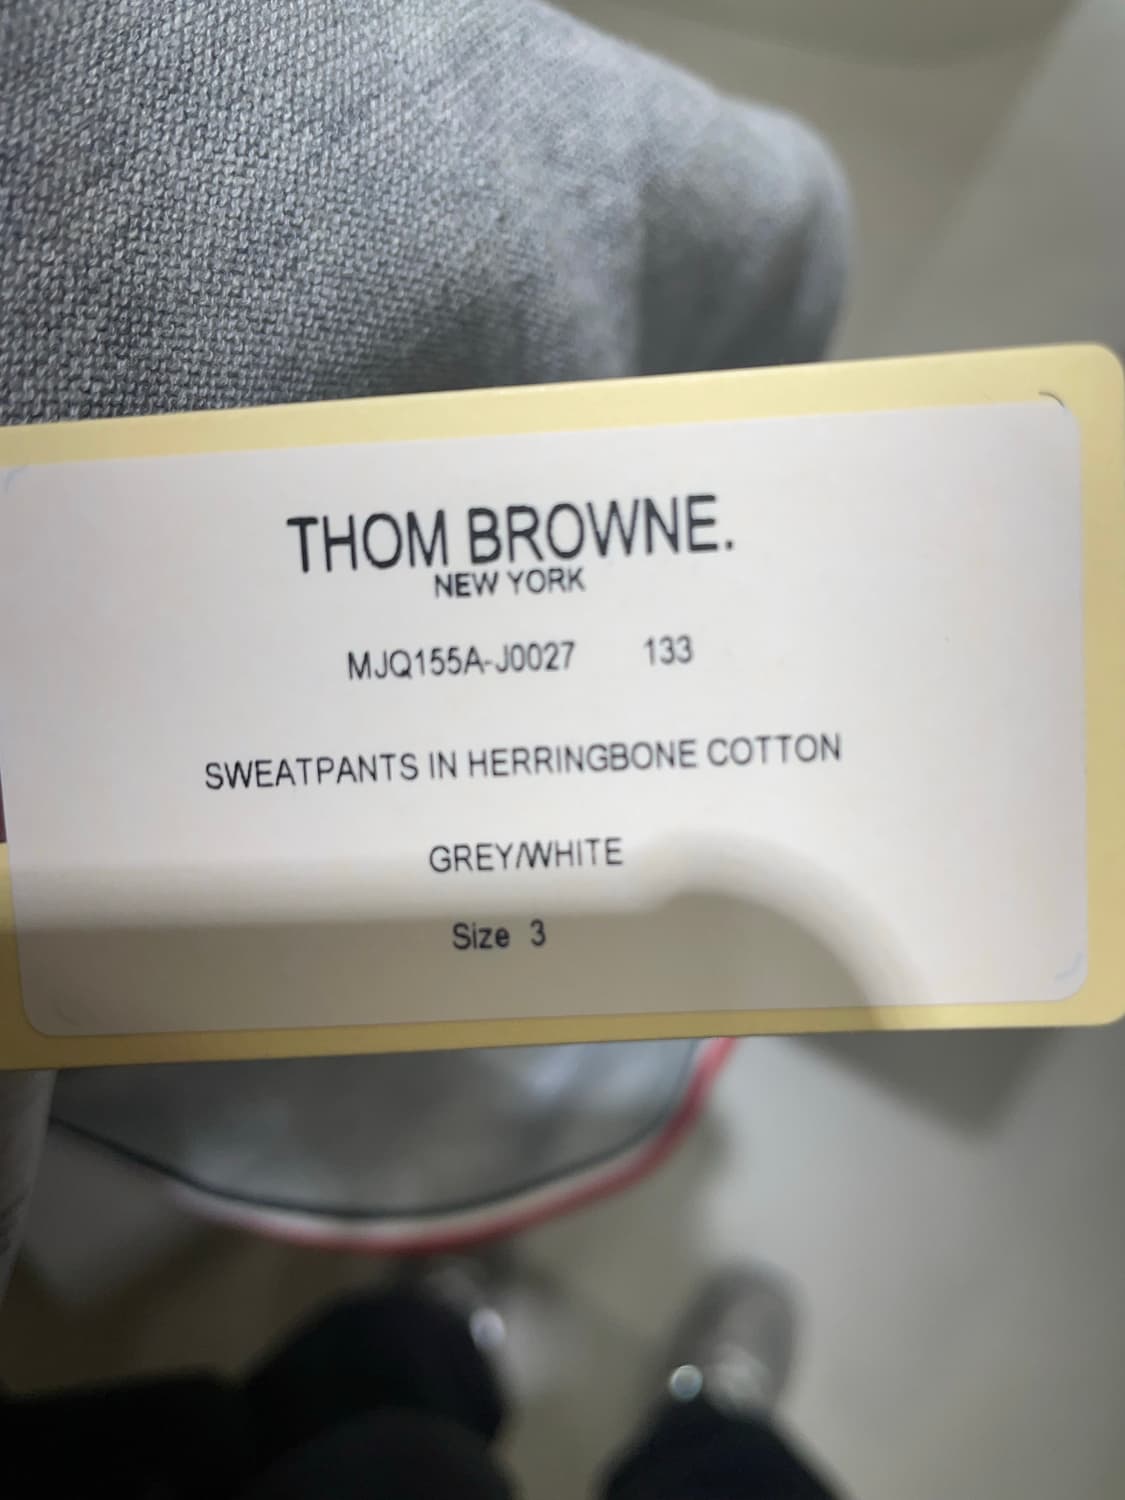 THOM BROWNE.
NEW YORK
MJQ155A-J0027 133
SWEATPANTS IN HERRINGBONE COTTON
GREY/WHITE
Size 3